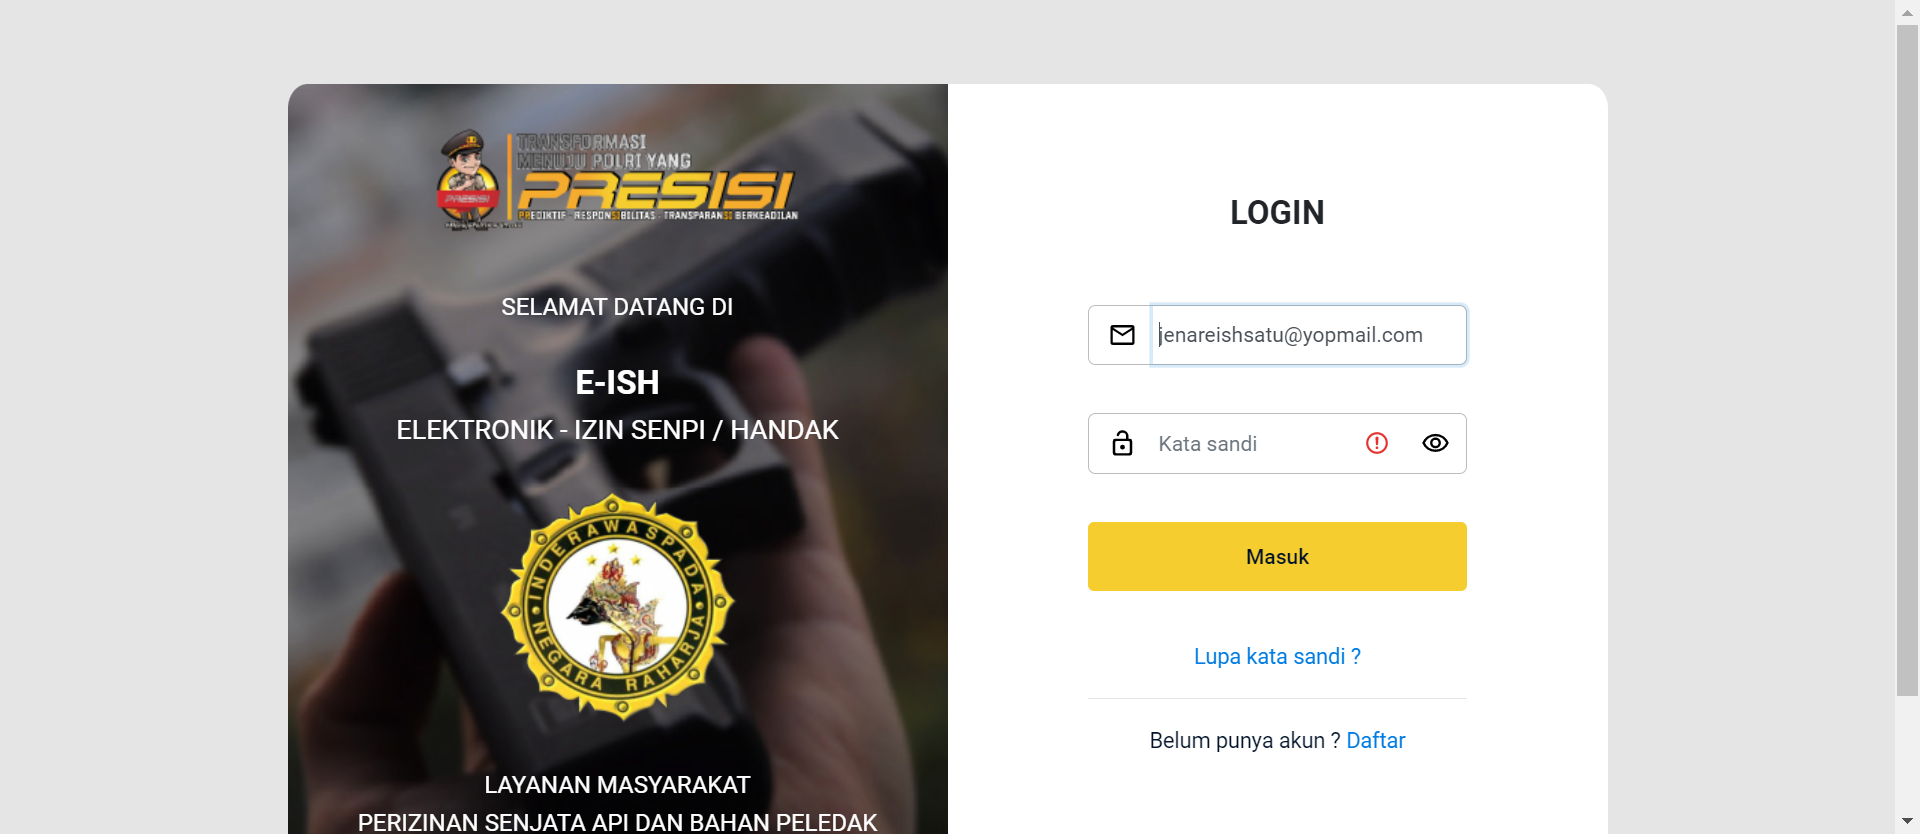 TRANSFORMASI
MENUJU POLRI YANG
PRESISI
PRESISI
PREDIKTIF - RESPONSIBILITAS - TRANSPARANSI BERKEADILAN
SELAMAT DATANG DI
E-ISH
ELEKTRONIK - IZIN SENPI / HANDAK
INDERAWASPADA
NEGARA RAHARJA
LAYANAN MASYARAKAT
PERIZINAN SENJATA API DAN BAHAN PELEDAK
LOGIN
jenareishsatu@yopmail.com
Kata sandi
Masuk
Lupa kata sandi ?
Belum punya akun ? Daftar